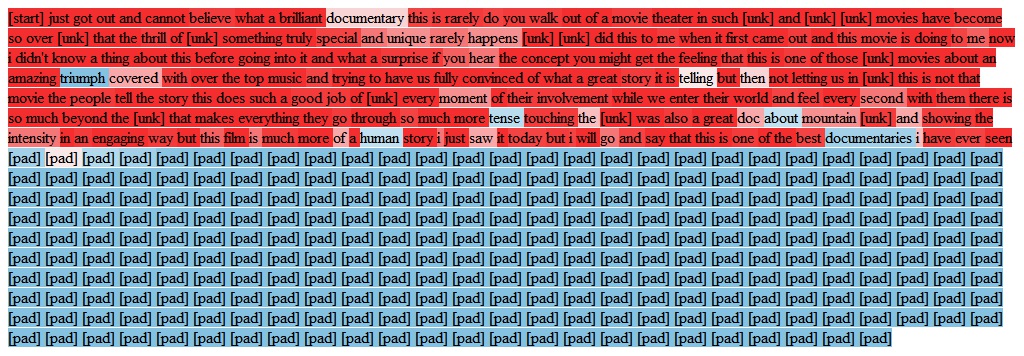 [start] just got out and cannot believe what a brilliant documentary this is rarely do you walk out of a movie theater in such [unk] and [unk] [unk] movies have become
so over [unk] that the thrill of [unk] something truly special and unique rarely happens [unk] [unk] did this to me when it first came out and this movie is doing to me now
i didn't know a thing about this before going into it and what a surprise if you hear the concept you might get the feeling that this is one of those [unk] movies about an
amazing triumph covered with over the top music and trying to have us fully convinced of what a great story it is telling but then not letting us in [unk] this is not that
movie the people tell the story this does such a good job of [unk] every moment of their involvement while we enter their world and feel every second with them there is
so much beyond the [unk] that makes everything they go through so much more tense touching the [unk] was also a great doc about mountain [unk] and showing the
intensity in an engaging way but this film is much more of a human story i just saw it today but i will go and say that this is one of the best documentaries i have ever seen
[pad] [pad] [pad] [pad] [pad] [pad] [pad] [pad] [pad] [pad] [pad] [pad] [pad] [pad] [pad] [pad] [pad] [pad] [pad] [pad] [pad] [pad] [pad] [pad] [pad] [pad] [pad]
[pad] [pad] [pad] [pad] [pad] [pad] [pad] [pad] [pad] [pad] [pad] [pad] [pad] [pad] [pad] [pad] [pad] [pad] [pad] [pad] [pad] [pad] [pad] [pad] [pad] [pad] [pad]
[pad] [pad] [pad] [pad] [pad] [pad] [pad] [pad] [pad] [pad] [pad] [pad] [pad] [pad] [pad] [pad] [pad] [pad] [pad] [pad] [pad] [pad] [pad] [pad] [pad] [pad] [pad]
[pad] [pad] [pad] [pad] [pad] [pad] [pad] [pad] [pad] [pad] [pad] [pad] [pad] [pad] [pad] [pad] [pad] [pad] [pad] [pad] [pad] [pad] [pad] [pad] [pad] [pad] [pad]
[pad] [pad] [pad] [pad] [pad] [pad] [pad] [pad] [pad] [pad] [pad] [pad] [pad] [pad] [pad] [pad] [pad] [pad] [pad] [pad] [pad] [pad] [pad] [pad] [pad] [pad] [pad]
[pad] [pad] [pad] [pad] [pad] [pad] [pad] [pad] [pad] [pad] [pad] [pad] [pad] [pad] [pad] [pad] [pad] [pad] [pad] [pad] [pad] [pad] [pad] [pad] [pad] [pad] [pad]
[pad] [pad] [pad] [pad] [pad] [pad] [pad] [pad] [pad] [pad] [pad] [pad] [pad] [pad] [pad] [pad] [pad] [pad] [pad] [pad] [pad] [pad] [pad] [pad] [pad] [pad] [pad]
[pad] [pad] [pad] [pad] [pad] [pad] [pad] [pad] [pad] [pad] [pad] [pad] [pad] [pad] [pad] [pad] [pad] [pad] [pad] [pad] [pad] [pad] [pad] [pad] [pad] [pad] [pad]
[pad] [pad] [pad] [pad] [pad] [pad] [pad] [pad] [pad] [pad] [pad] [pad] [pad] [pad] [pad] [pad] [pad] [pad] [pad] [pad] [pad] [pad] [pad] [pad] [pad] [pad] [pad]
[pad] [pad] [pad] [pad] [pad] [pad] [pad] [pad] [pad] [pad] [pad] [pad] [pad] [pad] [pad] [pad] [pad] [pad] [pad] [pad] [pad] [pad] [pad] [pad]